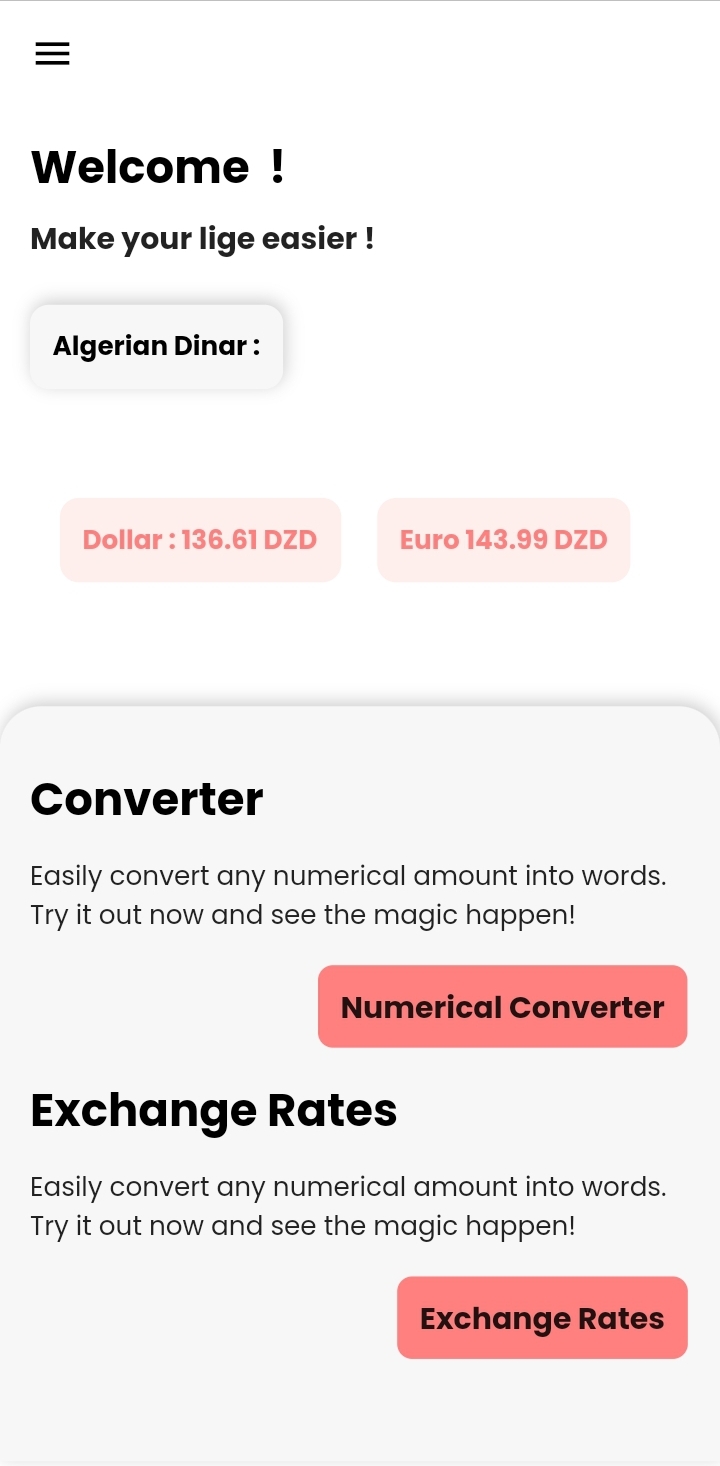 Welcome !
Make your lige easier !
Algerian Dinar :
Dollar : 136.61 DZD
Euro 143.99 DZD
Converter
Easily convert any numerical amount into words.
Try it out now and see the magic happen!
Numerical Converter
Exchange Rates
Easily convert any numerical amount into words.
Try it out now and see the magic happen!
Exchange Rates